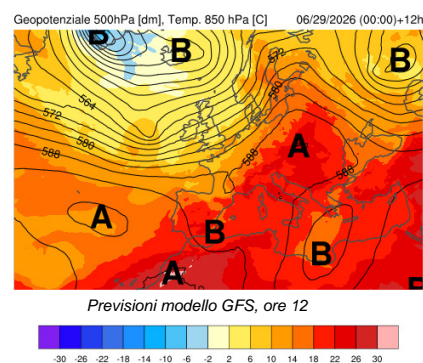 Geopotenziale 500hPa [dm], Temp. 850 hPa [C] 06/29/2026 (00:00)+12h
B B B
572
564
572
580
580
588
588
588
A
A
B
B
A
Previsioni modello GFS, ore 12
-30 -26 -22 -18 -14 -10 -6 -2 2 6 10 14 18 22 26 30